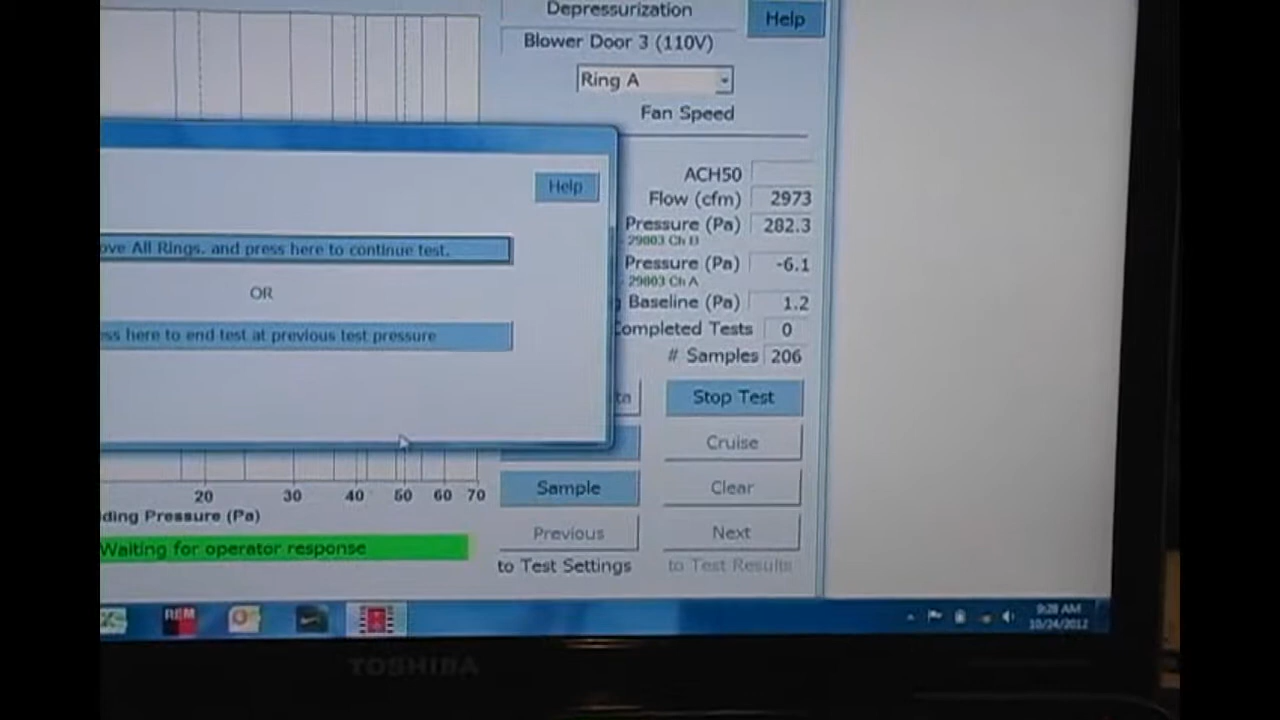 Depressurization
Help
Blower Door 3 (110V)
Ring A
Fan Speed
ACH50
Help
Flow (cfm) 2973
Pressure (Pa) 282.3
29803 Ch B
ove All Rings, and press here to continue test.
Pressure (Pa) -6.1
29803 Ch A
OR
g Baseline (Pa) 1.2
ss here to end test at previous test pressure
Completed Tests 0
# Samples 206
ta
Stop Test
Cruise
20 30 40 50 60 70
Sample
Clear
ding Pressure (Pa)
Previous
Next
Waiting for operator response
to Test Settings
to Test Results
REM
9:28 AM
10/24/2012
TOSHIBA